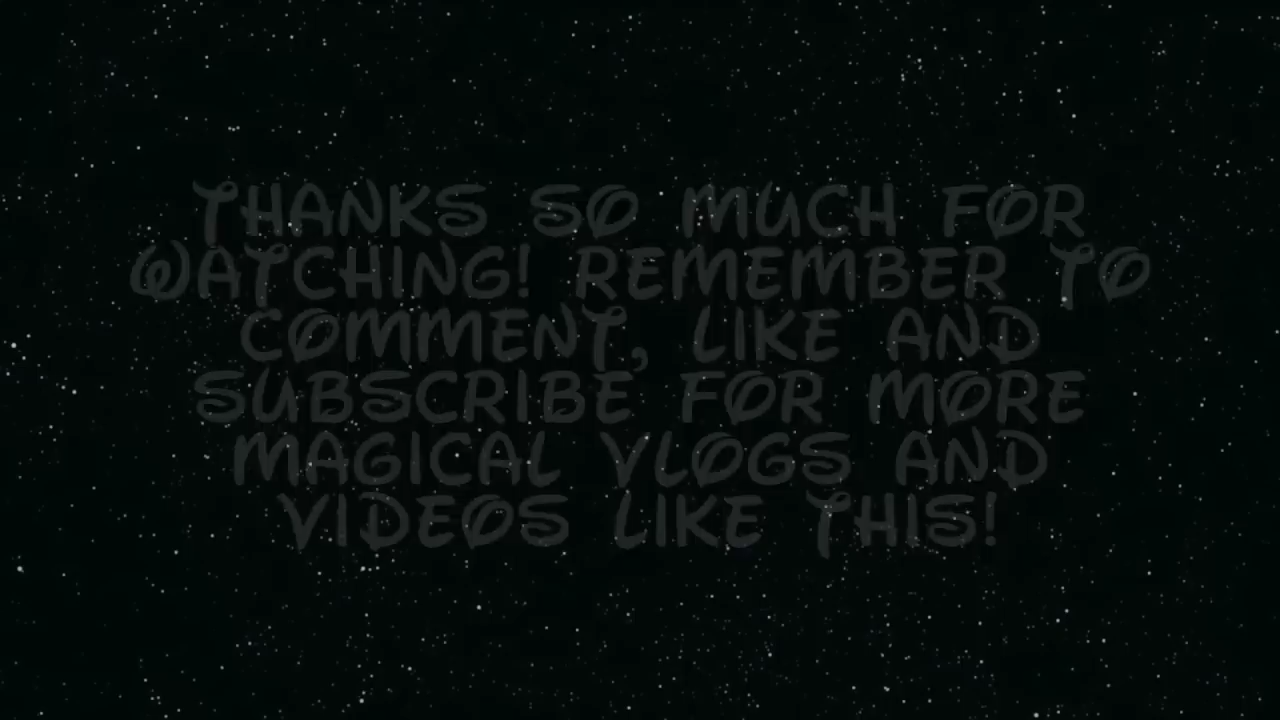 THANKS SO MUCH FOR
WATCHING! REMEMBER TO
COMMENT, LIKE AND
SUBSCRIBE FOR MORE
MAGICAL VLOGS AND
VIDEOS LIKE THIS!